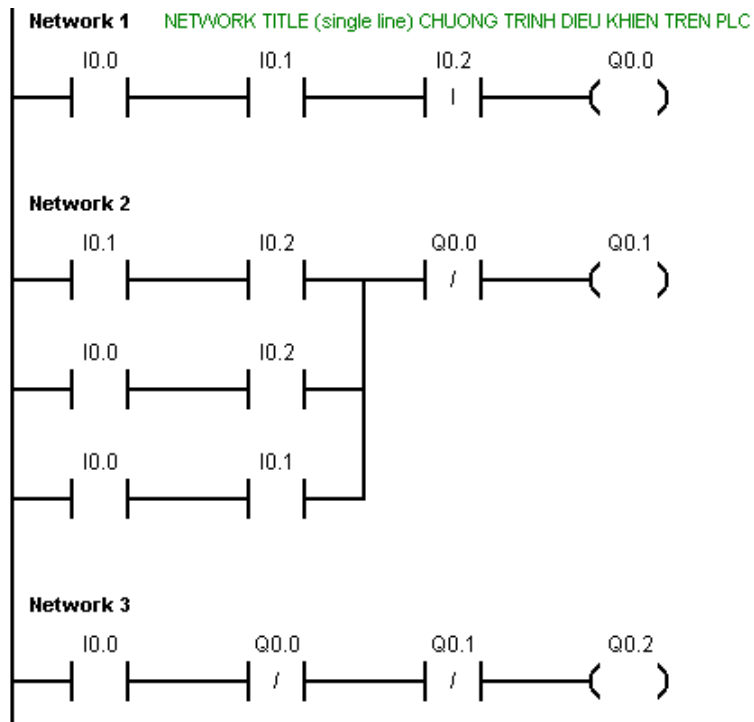 Network 1 NETWORK TITLE (single line) CHUONG TRINH DIEU KHIEN TREN PLC
I0.0 I0.1 I0.2 Q0.0
I
Network 2
I0.1 I0.2 Q0.0 Q0.1
/
I0.0 I0.2
I0.0 I0.1
Network 3
I0.0 Q0.0 Q0.1 Q0.2
/ /